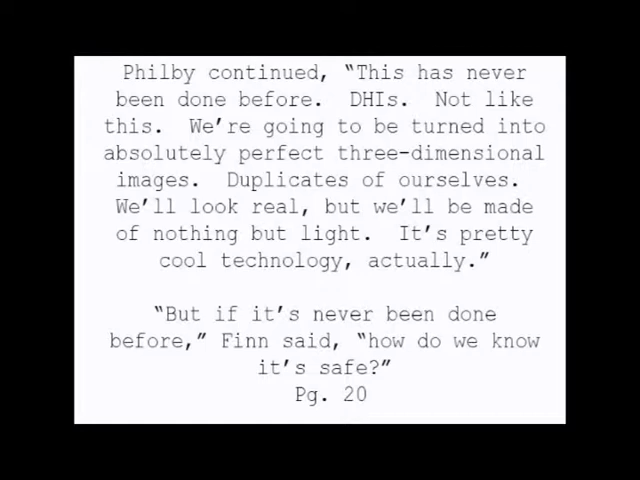 Philby continued, “This has never
been done before.  DHIs.  Not like
this.  We’re going to be turned into
absolutely perfect three-dimensional
images.  Duplicates of ourselves.
We’ll look real, but we’ll be made
of nothing but light.  It’s pretty
cool technology, actually.”
“But if it’s never been done
before,” Finn said, “how do we know
it’s safe?”
Pg. 20